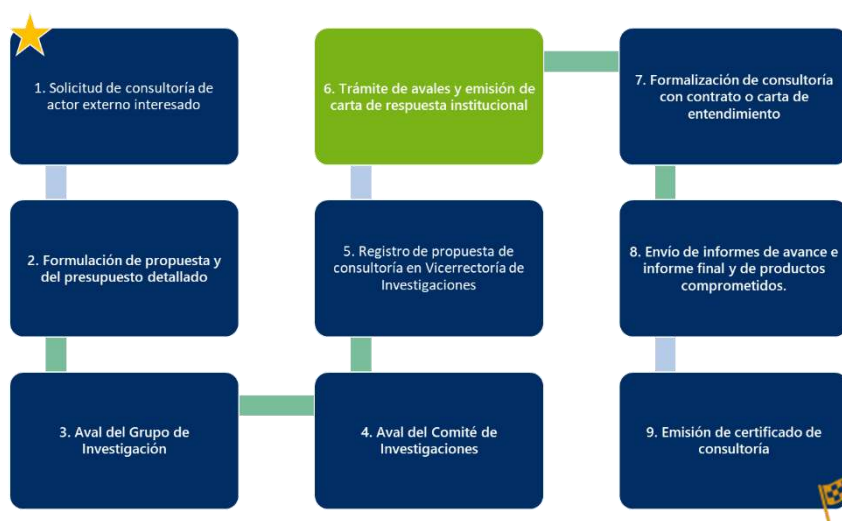 1. Solicitud de consultoría de
actor externo interesado
2. Formulación de propuesta y
del presupuesto detallado
3. Aval del Grupo de
Investigación
4. Aval del Comité de
Investigaciones
5. Registro de propuesta de
consultoría en Vicerrectoría de
Investigaciones
6. Trámite de avales y emisión de
carta de respuesta institucional
7. Formalización de consultoría
con contrato o carta de
entendimiento
8. Envío de informes de avance e
informe final y de productos
comprometidos.
9. Emisión de certificado de
consultoría